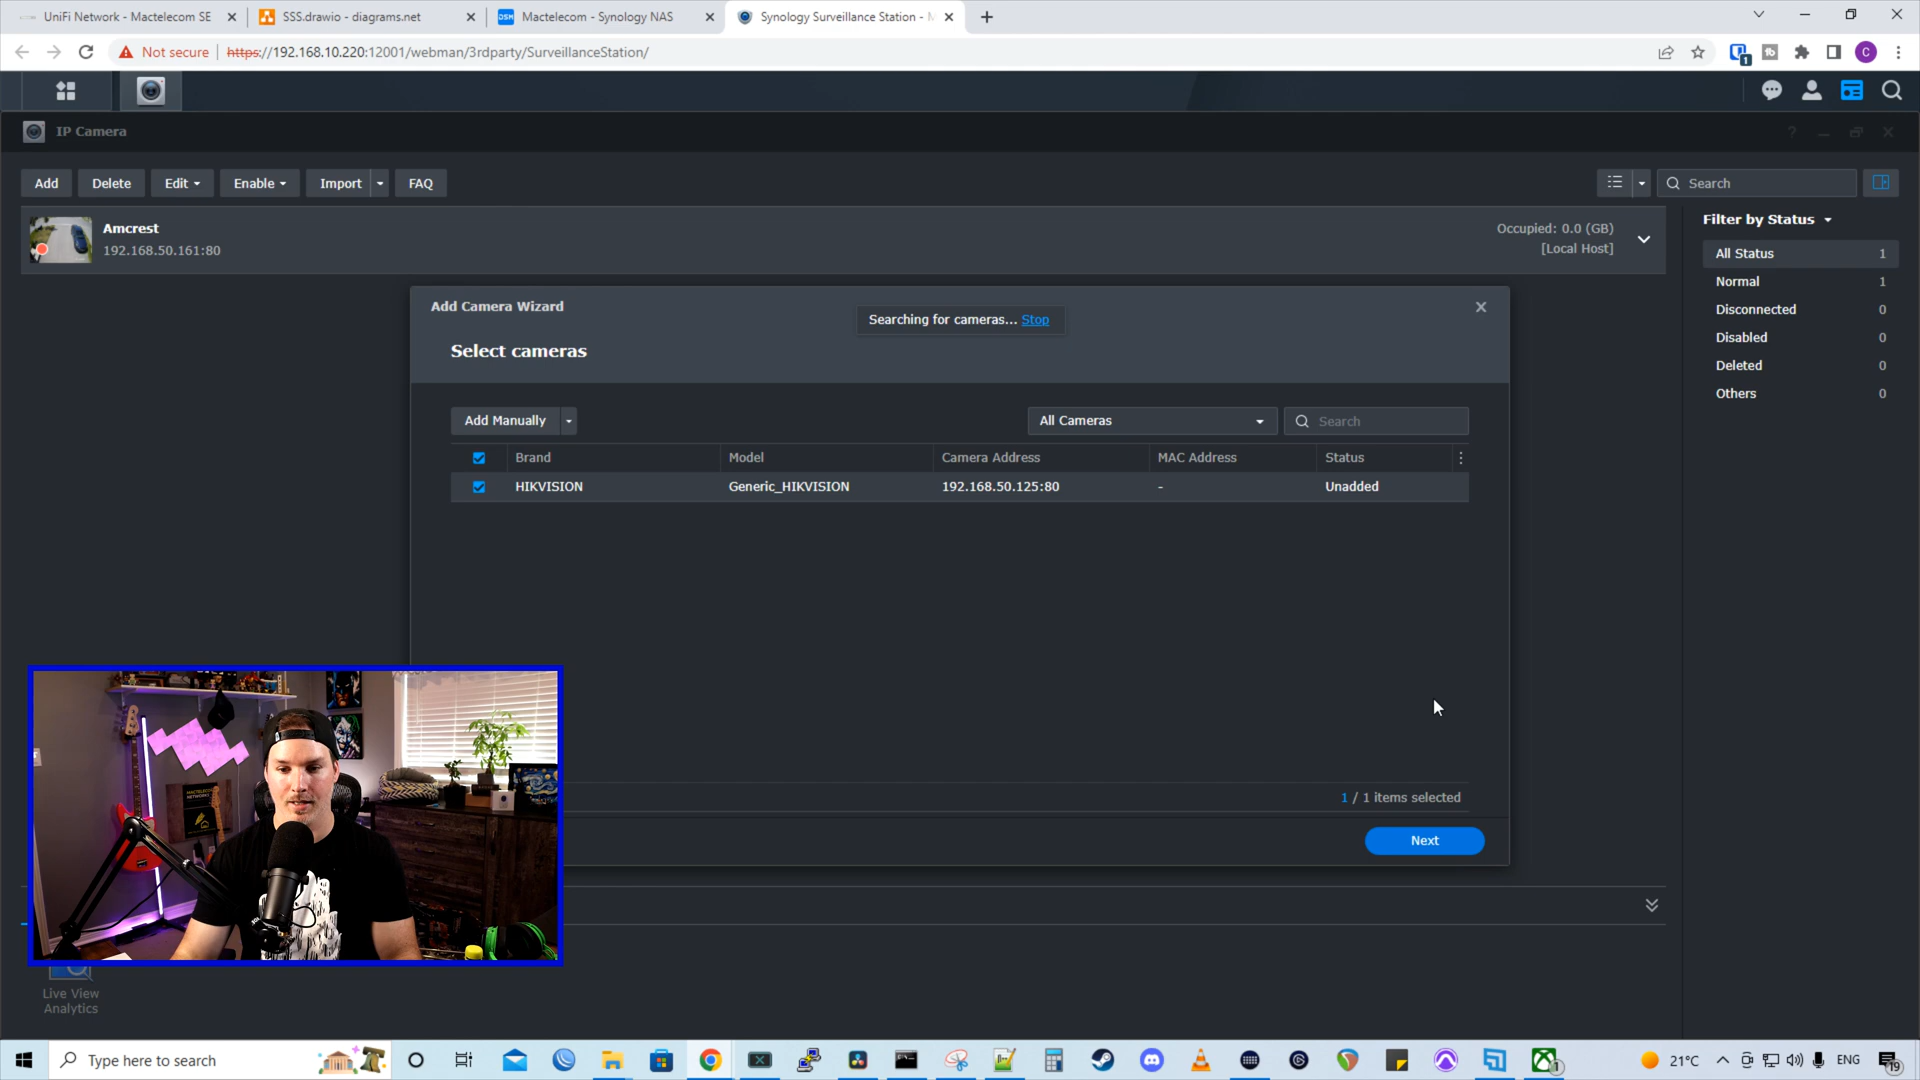 UniFi Network - Mactelecom SE
SSS.drawio - diagrams.net
Mactelecom - Synology NAS
Synology Surveillance Station -
Not secure
https://192.168.10.220:12001/webman/3rdparty/SurveillanceStation/
C
IP Camera
Add
Delete
Edit
Enable
Import
FAQ
Search
Amcrest
192.168.50.161:80
Occupied: 0.0 (GB)
[Local Host]
Filter by Status
All Status 1
Normal 1
Disconnected 0
Disabled 0
Deleted 0
Others 0
Add Camera Wizard
Searching for cameras... Stop
Select cameras
Add Manually
All Cameras
Search
Brand Model Camera Address MAC Address Status
HIKVISION Generic_HIKVISION 192.168.50.125:80 - Unadded
1 / 1 items selected
Next
MACTELECOM
NETWORKS
Live View
Analytics
Type here to search
21°C
ENG
19